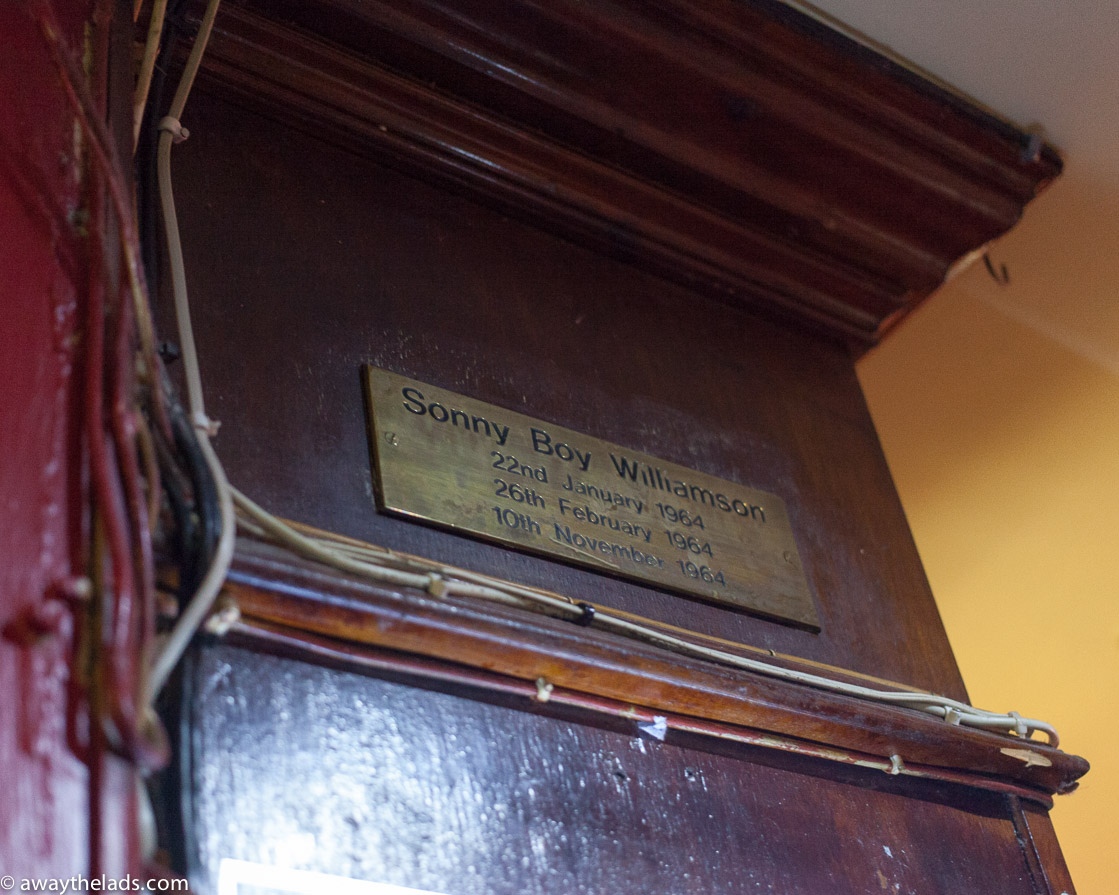 Sonny Boy Williamson
22nd January 1964
26th February 1964
10th November 1964
© awaythelads.com